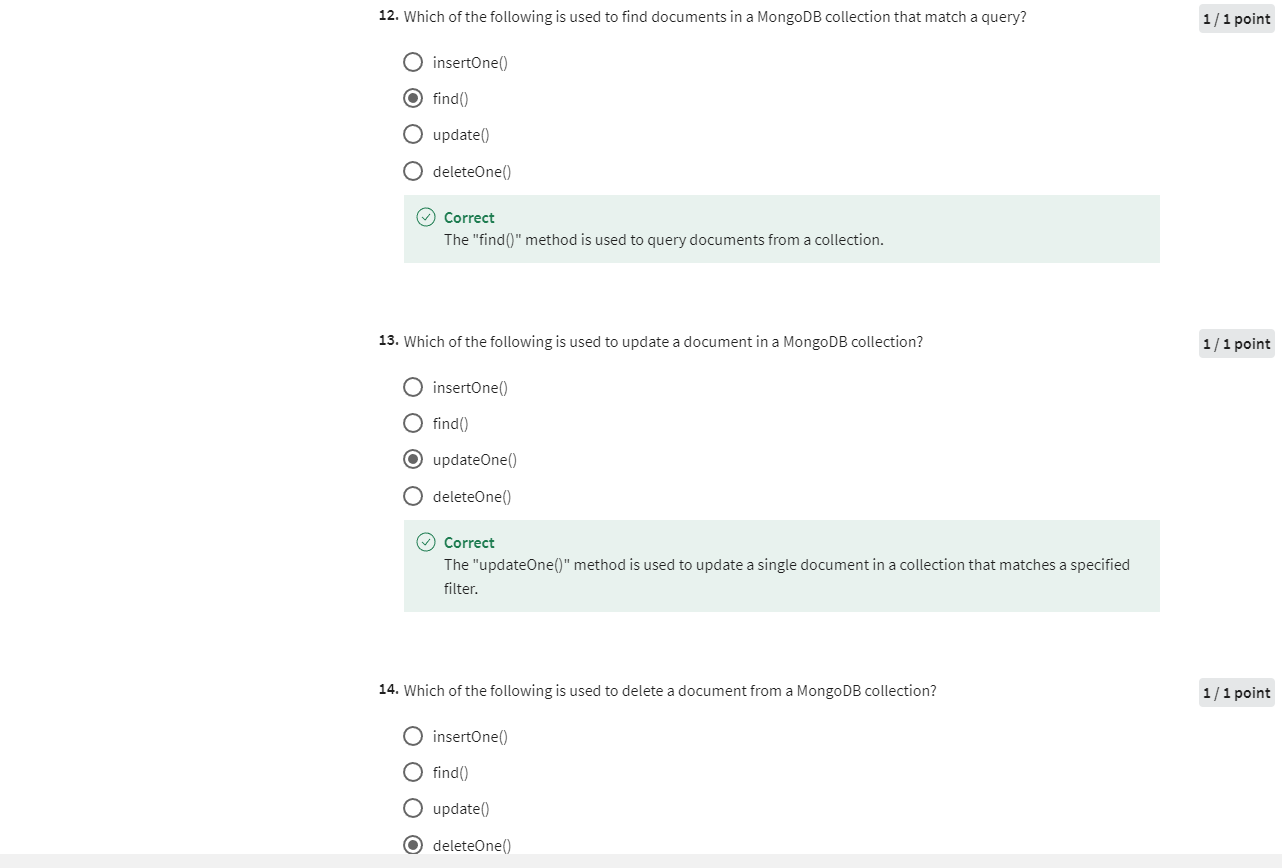 12. Which of the following is used to find documents in a MongoDB collection that match a query?
1 / 1 point
insertOne()
find()
update()
deleteOne()
Correct
The "find()" method is used to query documents from a collection.
13. Which of the following is used to update a document in a MongoDB collection?
1 / 1 point
insertOne()
find()
updateOne()
deleteOne()
Correct
The "updateOne()" method is used to update a single document in a collection that matches a specified
filter.
14. Which of the following is used to delete a document from a MongoDB collection?
1 / 1 point
insertOne()
find()
update()
deleteOne()